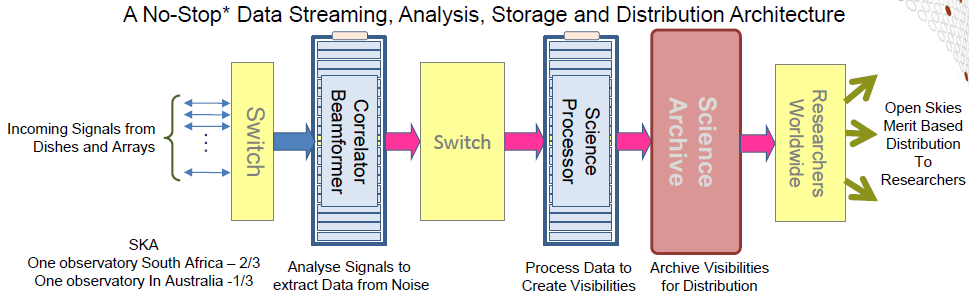 A No-Stop* Data Streaming, Analysis, Storage and Distribution Architecture
Incoming Signals from
Dishes and Arrays
Switch
Correlator
Beamformer
Switch
Science
Processor
Science
Archive
Researchers
Worldwide
Open Skies
Merit Based
Distribution
To
Researchers
SKA
One observatory South Africa – 2/3
One observatory In Australia -1/3
Analyse Signals to
extract Data from Noise
Process Data to
Create Visibilities
Archive Visibilities
for Distribution